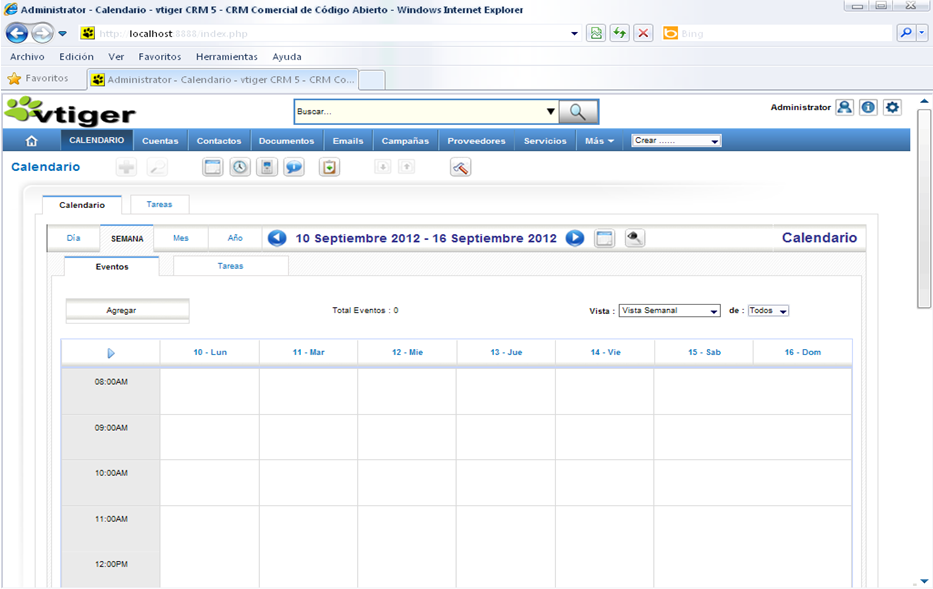 Administrator - Calendario - vtiger CRM 5 - CRM Comercial de Código Abierto - Windows Internet Explorer
http://localhost:8888/index.php
Bing
Archivo Edición Ver Favoritos Herramientas Ayuda
Favoritos Administrator - Calendario - vtiger CRM 5 - CRM Co...
vtiger Buscar... Administrator
CALENDARIO Cuentas Contactos Documentos Emails Campañas Proveedores Servicios Más Crear ......
Calendario
Calendario Tareas
Día SEMANA Mes Año 10 Septiembre 2012 - 16 Septiembre 2012 Calendario
Eventos Tareas
Agregar Total Eventos : 0 Vista : Vista Semanal de : Todos
10 - Lun 11 - Mar 12 - Mie 13 - Jue 14 - Vie 15 - Sab 16 - Dom
08:00AM
09:00AM
10:00AM
11:00AM
12:00PM